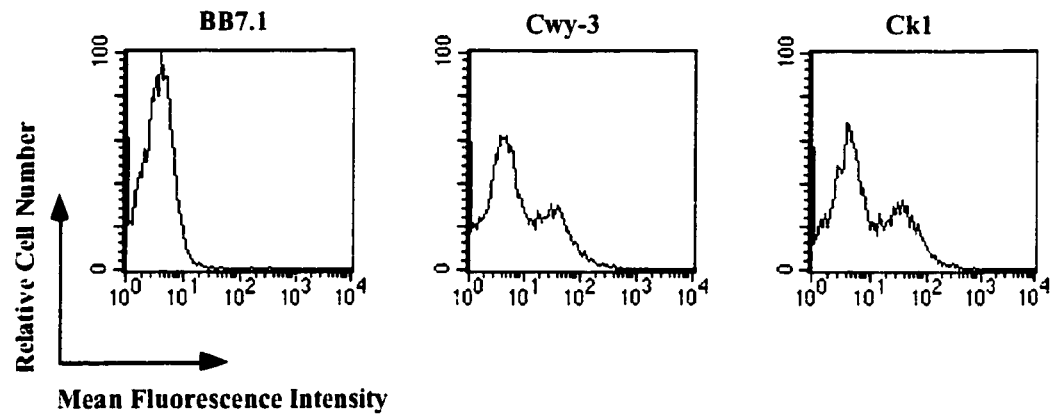 BB7.1 Cwy-3 Ck1
100 100 100
0 0 0
10^0 10^1 10^2 10^3 10^4 10^0 10^1 10^2 10^3 10^4 10^0 10^1 10^2 10^3 10^4
Relative Cell Number
Mean Fluorescence Intensity